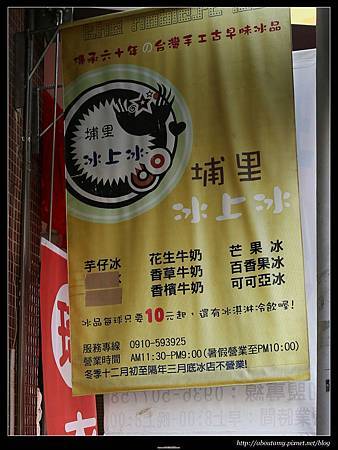 傳承六十年の台灣手工古早味冰品
埔里
冰上冰
埔里
冰上冰
芋仔冰 花生牛奶 芒果冰
冰 香草牛奶 百香果冰
香檳牛奶 可可亞冰
冰品每球只要10元起，還有冰淇淋冷飲喔!
服務專線 0910-593925
營業時間 AM11:30-PM9:00(暑假營業至PM10:00)
冬零十二月初至隔年三月底冰店不營業!
http://aboutamy.pixnet.net/blog